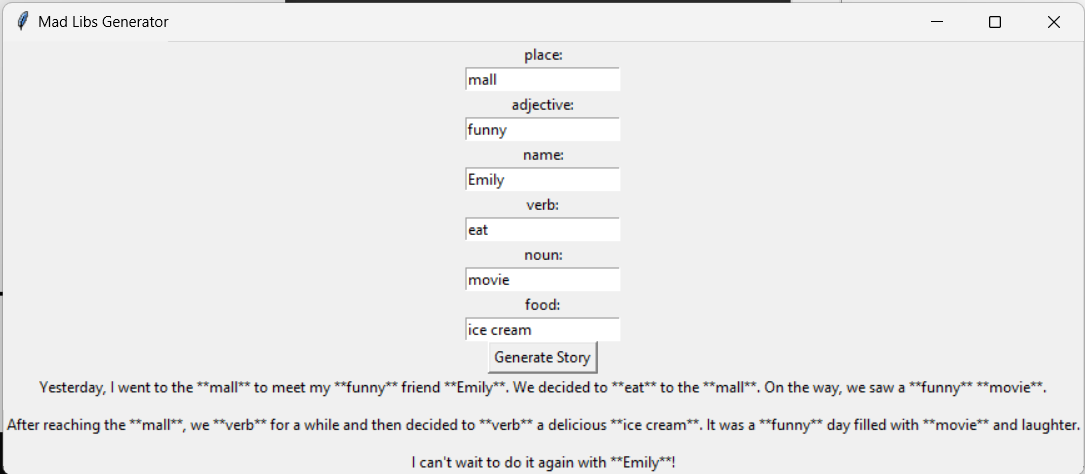 Mad Libs Generator
place:
mall
adjective:
funny
name:
Emily
verb:
eat
noun:
movie
food:
ice cream
Generate Story
Yesterday, I went to the **mall** to meet my **funny** friend **Emily**. We decided to **eat** to the **mall**. On the way, we saw a **funny** **movie**.
After reaching the **mall**, we **verb** for a while and then decided to **verb** a delicious **ice cream**. It was a **funny** day filled with **movie** and laughter.
I can't wait to do it again with **Emily**!